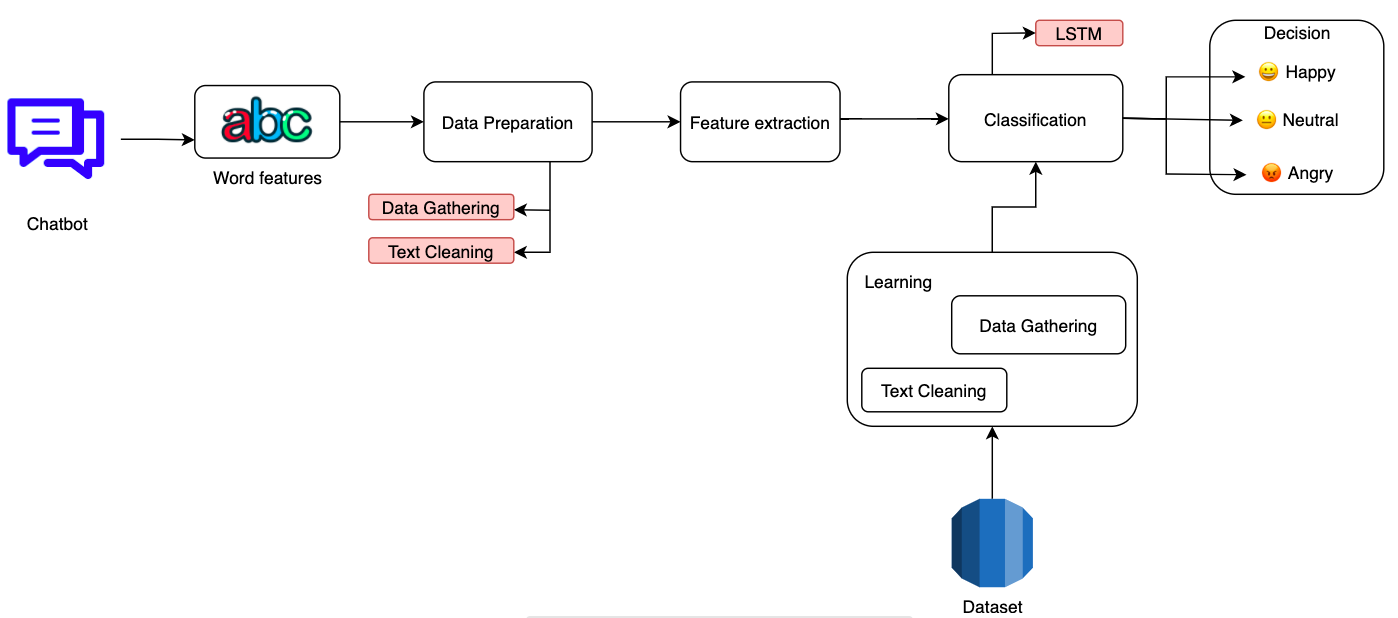 Chatbot
abc
Word features
Data Preparation
Data Gathering
Text Cleaning
Feature extraction
Classification
LSTM
Decision
Happy
Neutral
Angry
Learning
Data Gathering
Text Cleaning
Dataset